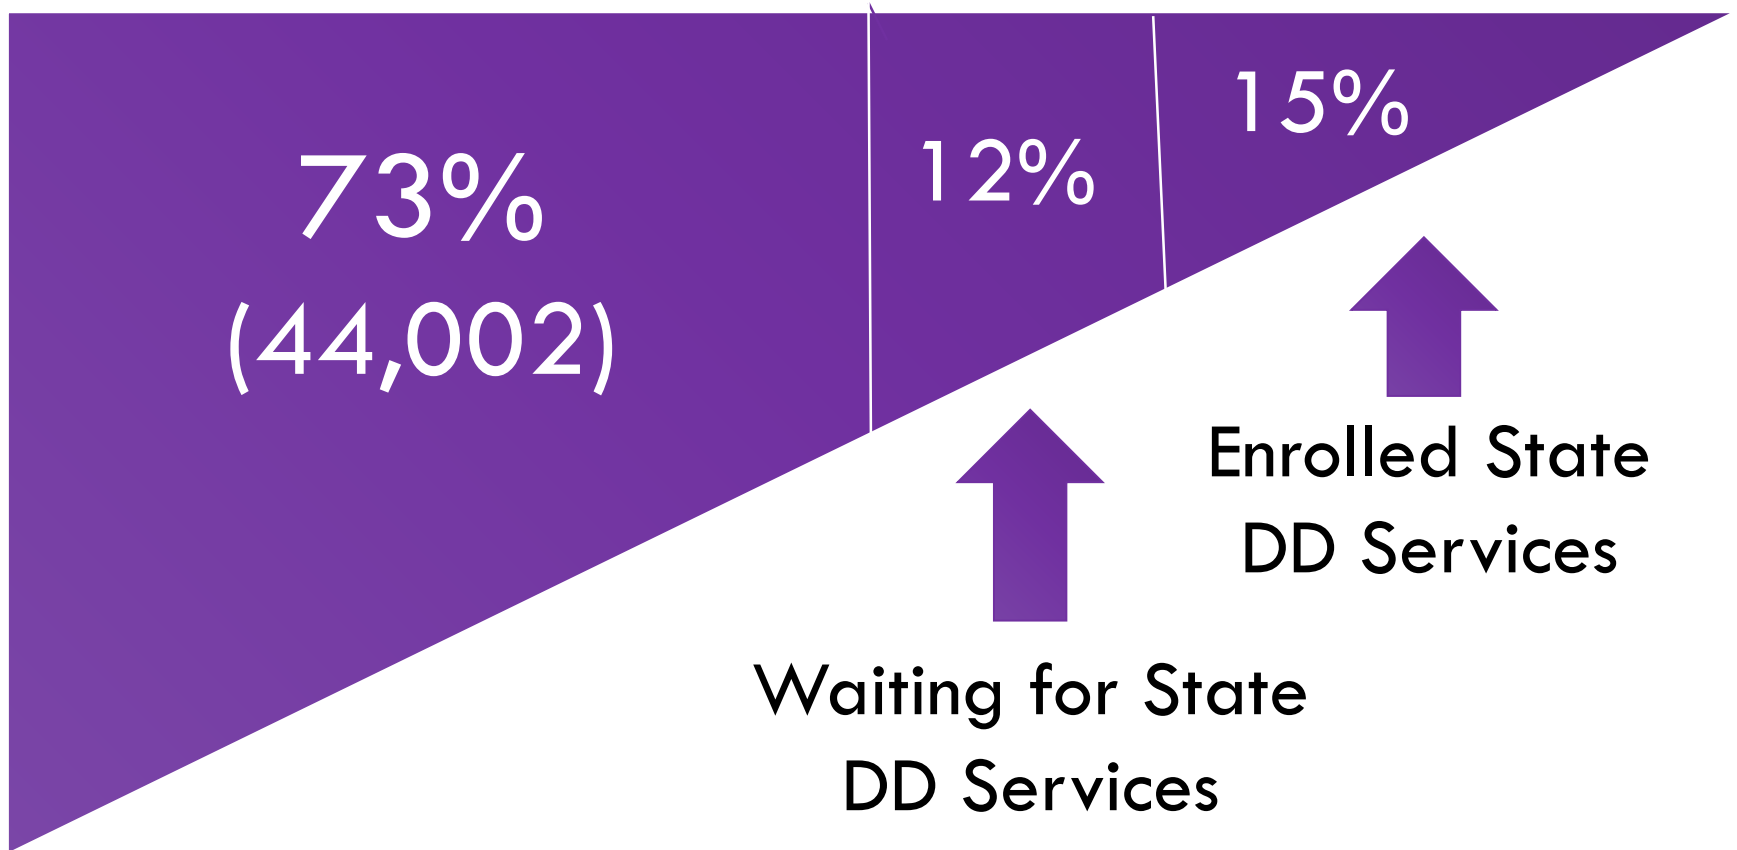 73%
(44,002)
12%
15%
Enrolled State
DD Services
Waiting for State
DD Services